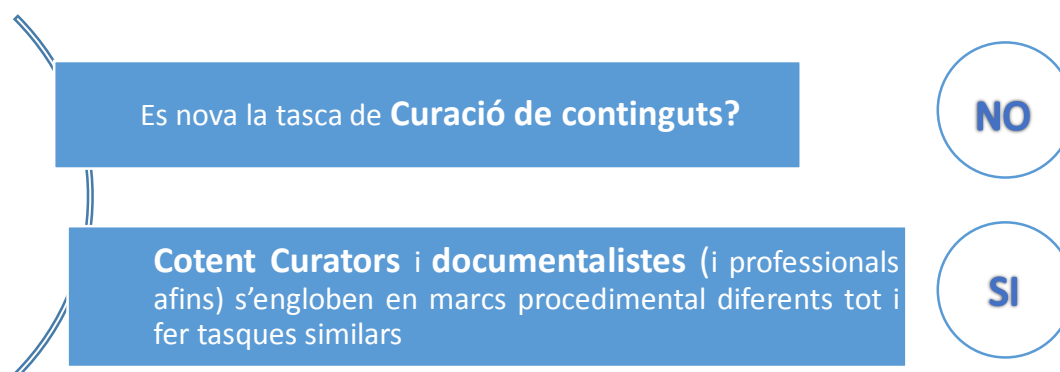 Es nova la tasca de Curació de continguts?
NO
Cotent Curators i documentalistes (i professionals
afins) s'engloben en marcs procedimental diferents tot i
fer tasques similars
SI